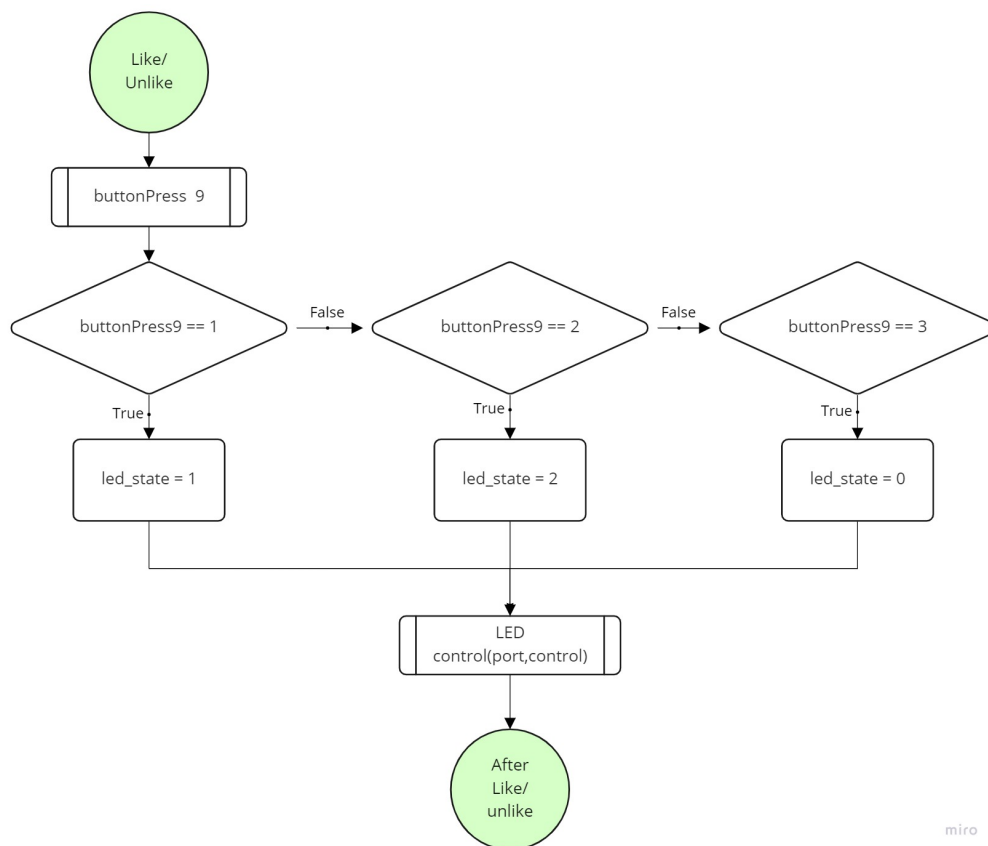 Like/
Unlike
buttonPress 9
buttonPress9 == 1
False
buttonPress9 == 2
False
buttonPress9 == 3
True
True
True
led_state = 1
led_state = 2
led_state = 0
LED
control(port,control)
After
Like/
unlike
miro